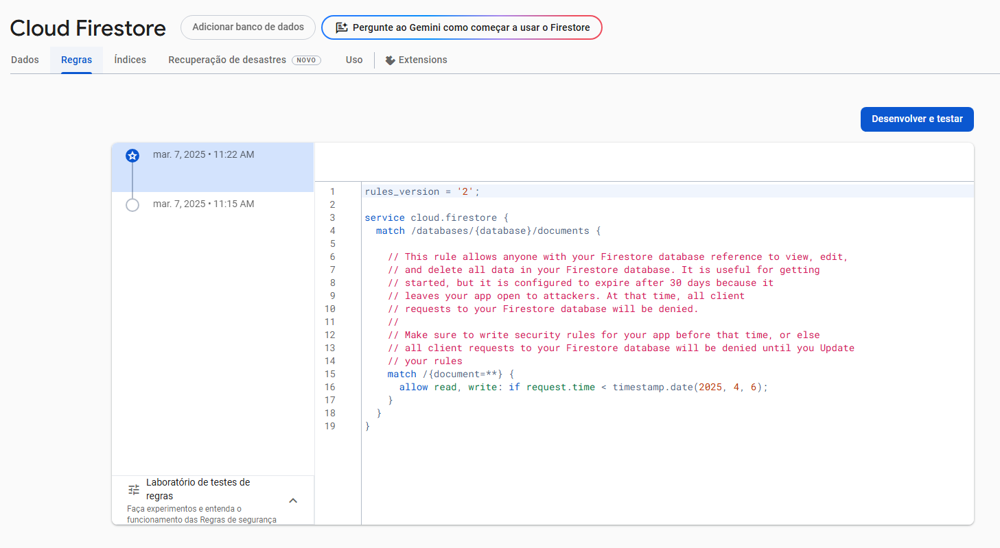 Cloud Firestore
Adicionar banco de dados
Pergunte ao Gemini como começar a usar o Firestore
Dados
Regras
Índices
Recuperação de desastres NOVO
Uso
Extensions
Desenvolver e testar
mar. 7, 2025 • 11:22 AM
mar. 7, 2025 • 11:15 AM
1 rules_version = '2';
2
3 service cloud.firestore {
4   match /databases/{database}/documents {
5
6     // This rule allows anyone with your Firestore database reference to view, edit,
7     // and delete all data in your Firestore database. It is useful for getting
8     // started, but it is configured to expire after 30 days because it
9     // leaves your app open to attackers. At that time, all client
10     // requests to your Firestore database will be denied.
11     //
12     // Make sure to write security rules for your app before that time, or else
13     // all client requests to your Firestore database will be denied until you Update
14     // your rules
15     match /{document=**} {
16       allow read, write: if request.time < timestamp.date(2025, 4, 6);
17     }
18   }
19 }
Laboratório de testes de
regras
Faça experimentos e entenda o
funcionamento das Regras de segurança